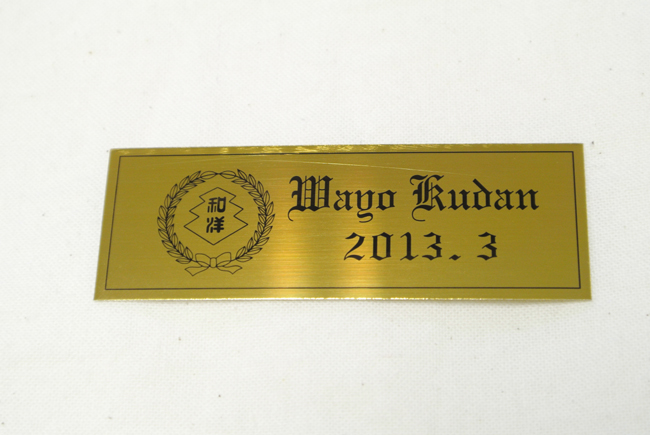 和洋
Wayo Kudan
2013. 3